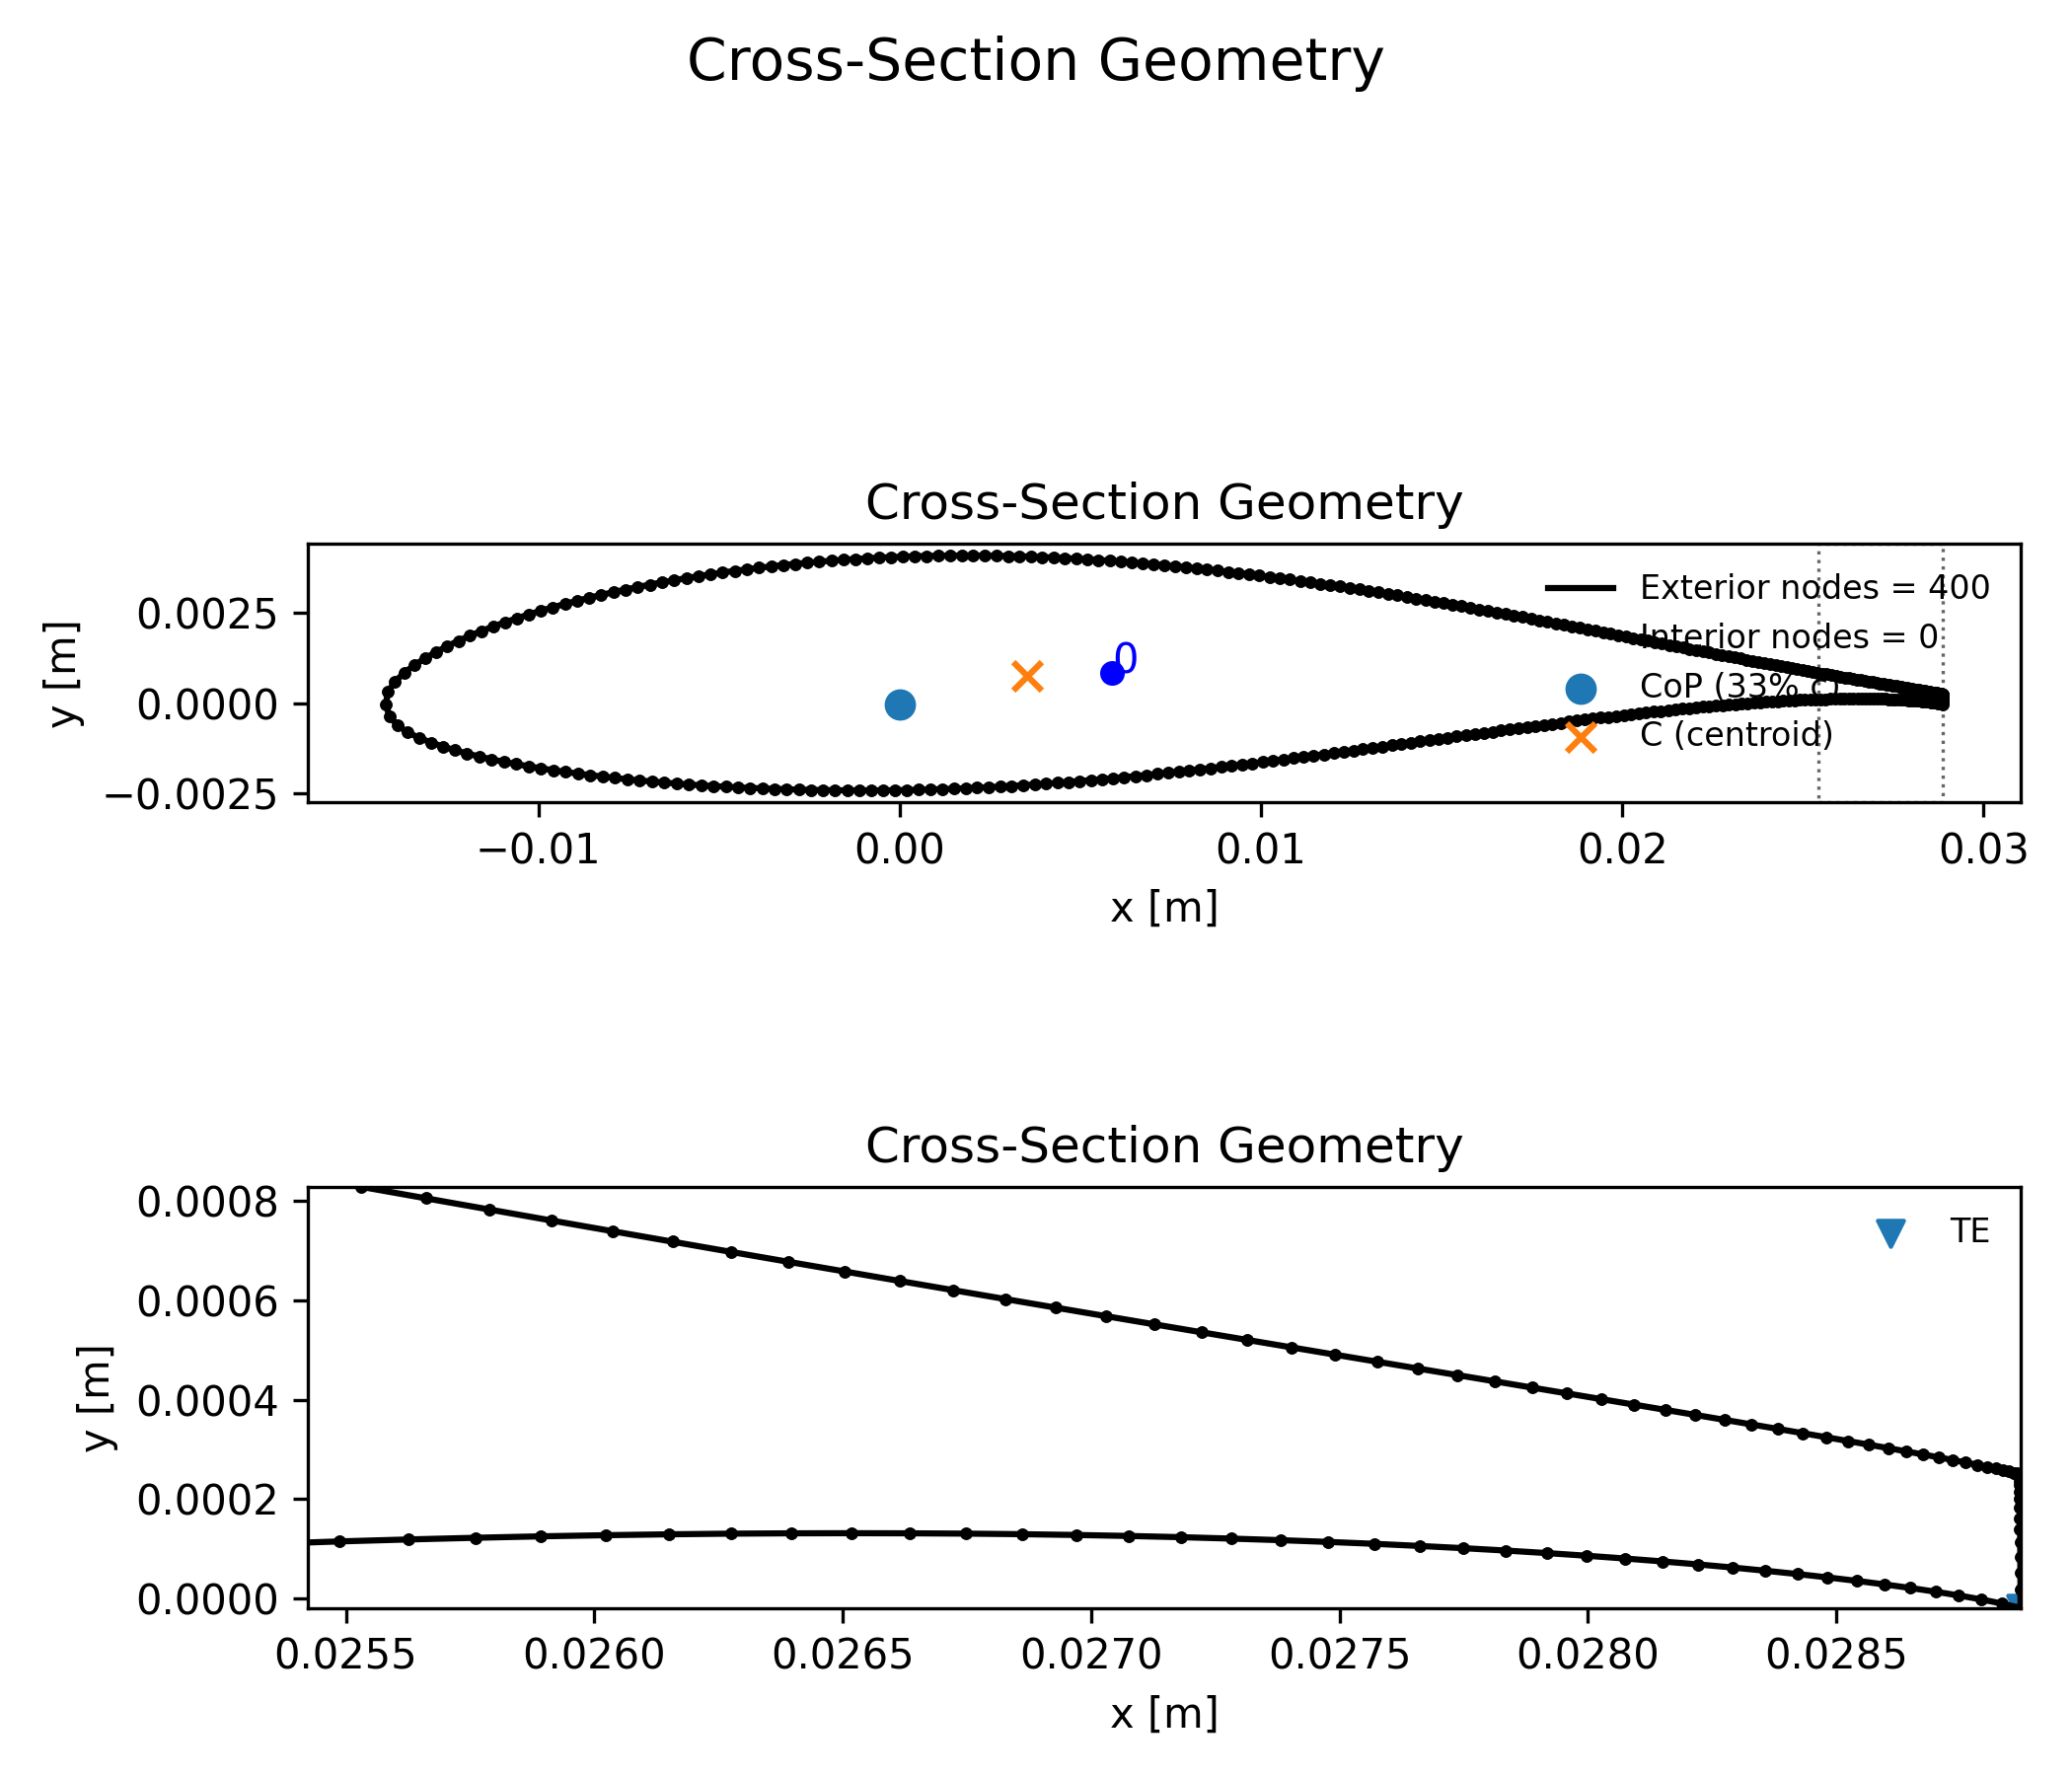 Cross-Section Geometry
Cross-Section Geometry
y [m]
0.0025
0.0000
−0.0025
0
Exterior nodes = 400
Interior nodes = 0
CoP (33% c)
C (centroid)
−0.01 0.00 0.01 0.02 0.03
x [m]
Cross-Section Geometry
y [m]
0.0008
0.0006
0.0004
0.0002
0.0000
TE
0.0255 0.0260 0.0265 0.0270 0.0275 0.0280 0.0285
x [m]